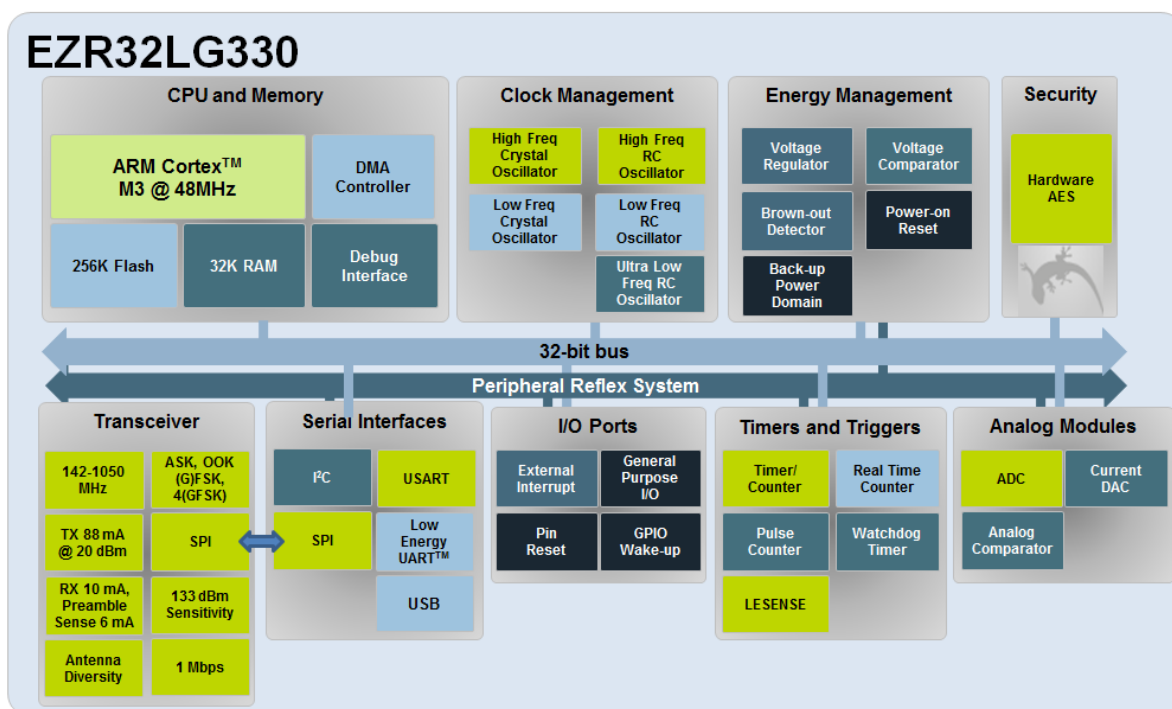 EZR32LG330
CPU and Memory
ARM Cortex™
M3 @ 48MHz
DMA
Controller
256K Flash
32K RAM
Debug
Interface
Clock Management
High Freq
Crystal
Oscillator
High Freq
RC
Oscillator
Low Freq
Crystal
Oscillator
Low Freq
RC
Oscillator
Ultra Low
Freq RC
Oscillator
Energy Management
Voltage
Regulator
Voltage
Comparator
Brown-out
Detector
Power-on
Reset
Back-up
Power
Domain
Security
Hardware
AES
32-bit bus
Peripheral Reflex System
Transceiver
142-1050
MHz
ASK, OOK
(G)FSK,
4(GFSK)
TX 88 mA
@ 20 dBm
SPI
RX 10 mA,
Preamble
Sense 6 mA
133 dBm
Sensitivity
Antenna
Diversity
1 Mbps
Serial Interfaces
I²C
USART
SPI
Low
Energy
UART™
USB
I/O Ports
External
Interrupt
General
Purpose
I/O
Pin
Reset
GPIO
Wake-up
Timers and Triggers
Timer/
Counter
Real Time
Counter
Pulse
Counter
Watchdog
Timer
LESENSE
Analog Modules
ADC
Current
DAC
Analog
Comparator